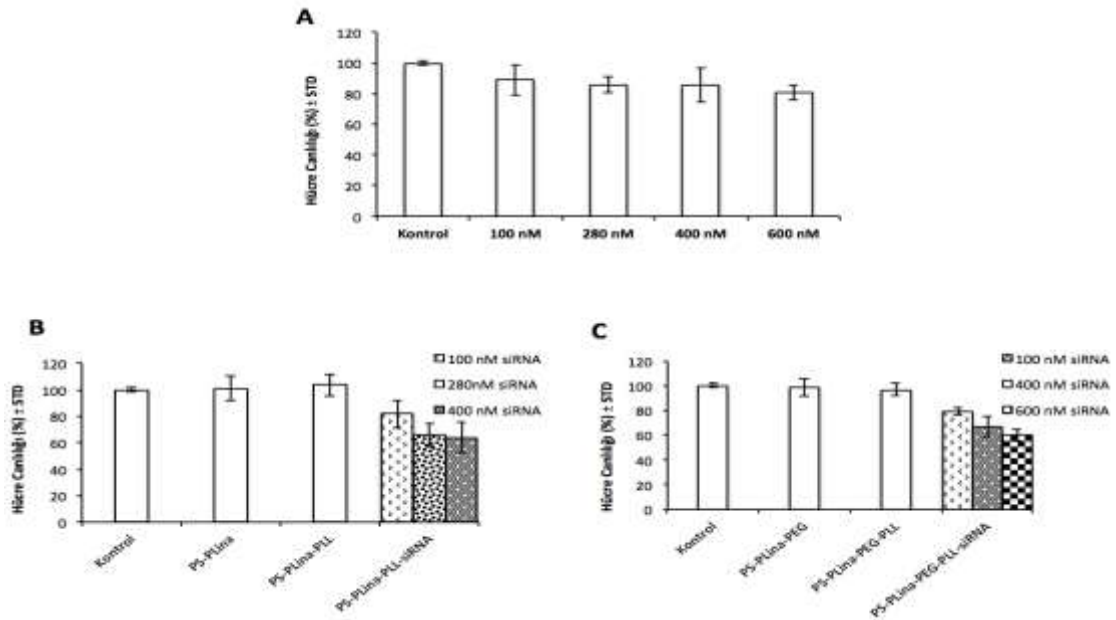 A
Hücre Canlılığı (%) ± STD
120
100
80
60
40
20
0
Kontrol 100 nM 280 nM 400 nM 600 nM
B
Hücre Canlılığı (%) ± STD
120
100
80
60
40
20
0
100 nM siRNA
280nM siRNA
400 nM siRNA
Kontrol
PS-PLina
PS-PLina-PLL
PS-PLina-PLL-siRNA
C
Hücre Canlılığı (%) ± STD
120
100
80
60
40
20
0
100 nM siRNA
400 nM siRNA
600 nM siRNA
Kontrol
PS-PLina-PEG
PS-PLina-PEG-PLL
PS-PLina-PEG-PLL-siRNA